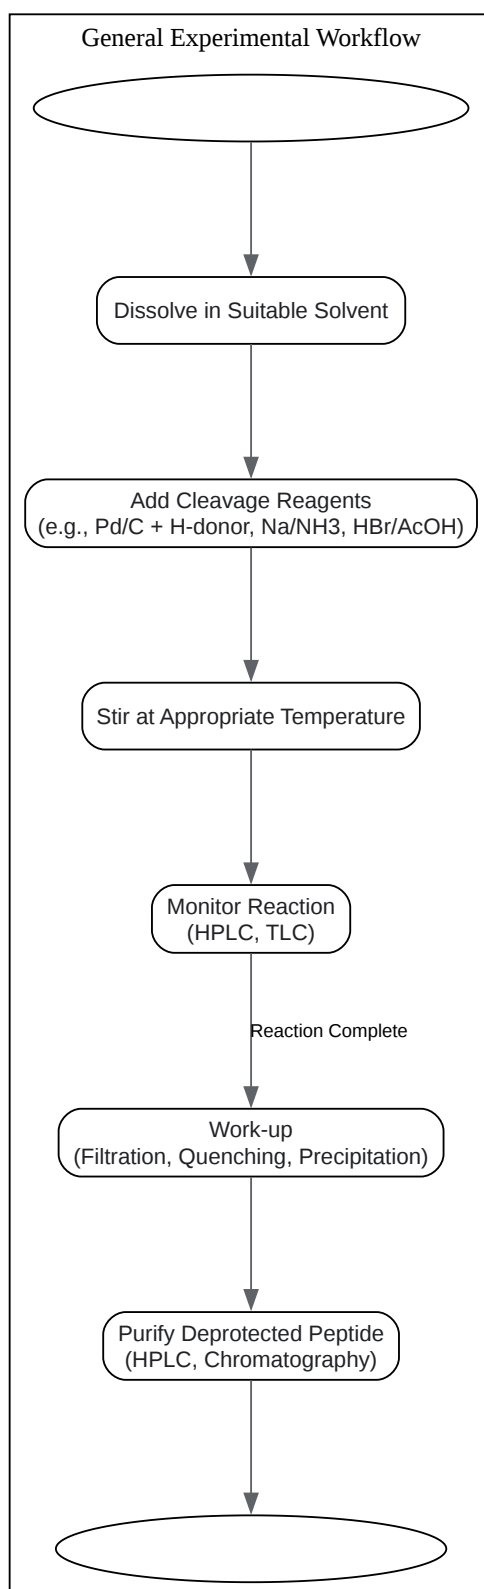 General Experimental Workflow
Dissolve in Suitable Solvent
Add Cleavage Reagents
(e.g., Pd/C + H-donor, Na/NH3, HBr/AcOH)
Stir at Appropriate Temperature
Monitor Reaction
(HPLC, TLC)
Reaction Complete
Work-up
(Filtration, Quenching, Precipitation)
Purify Deprotected Peptide
(HPLC, Chromatography)